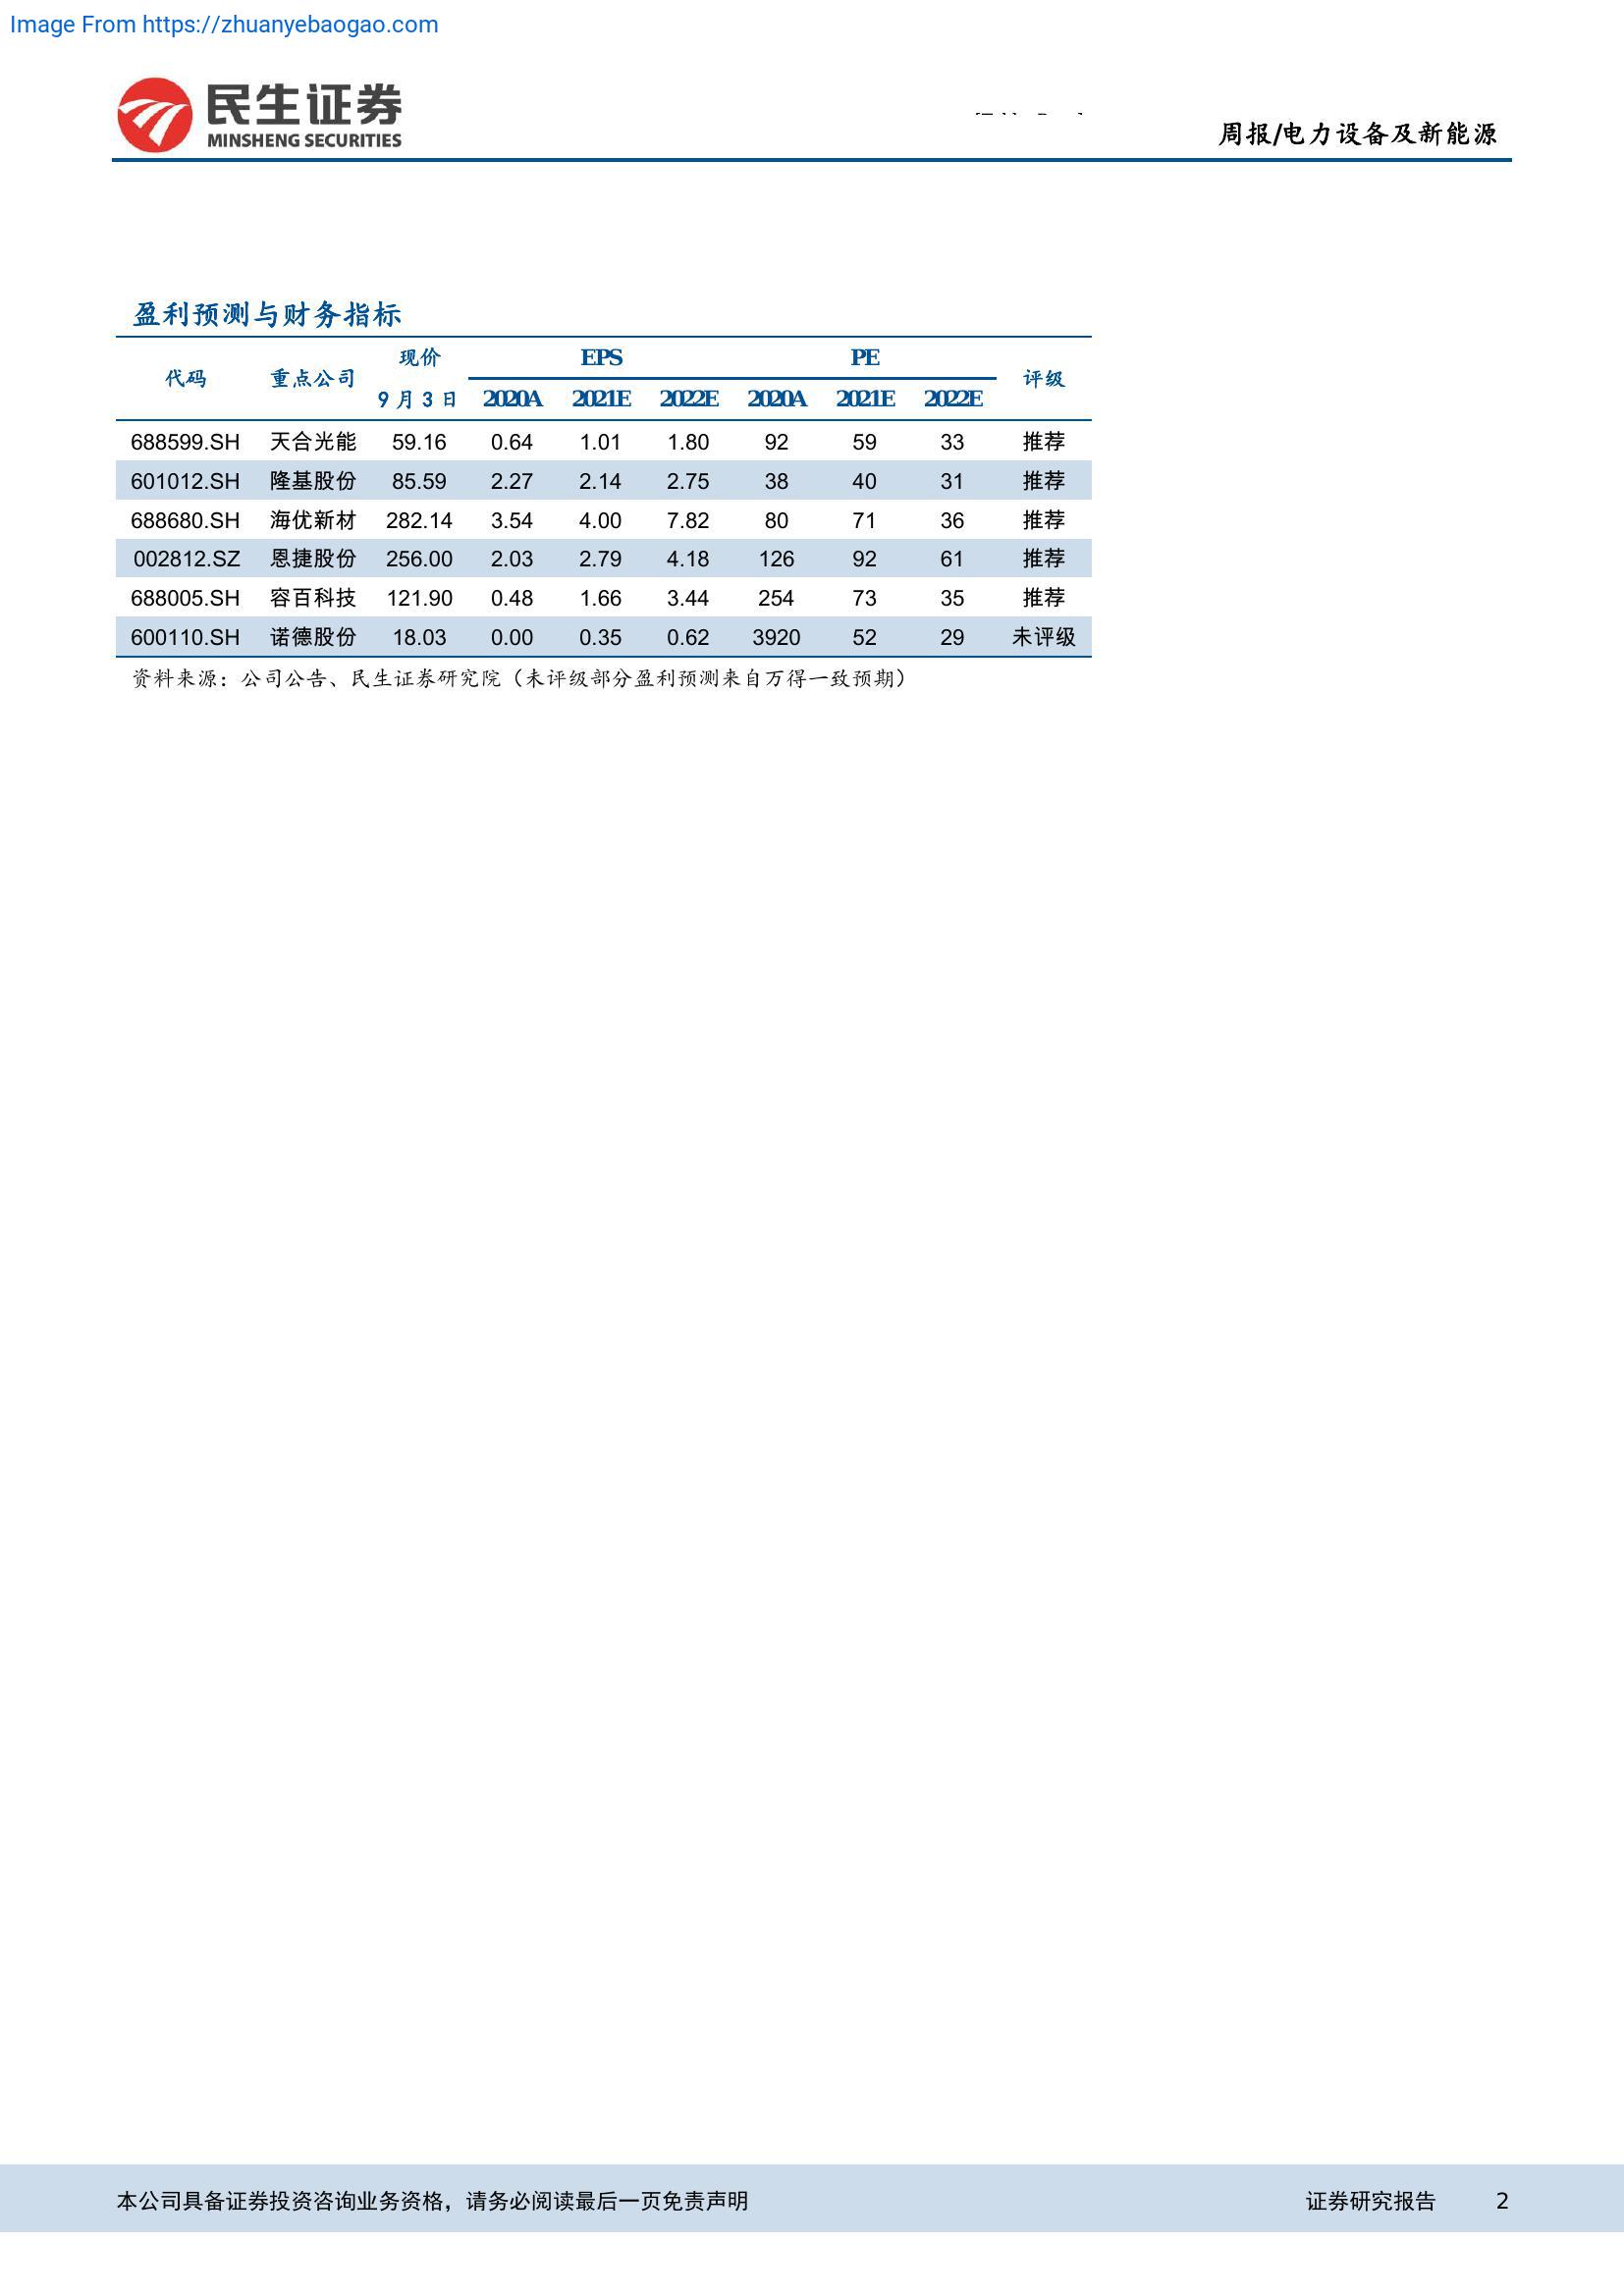 Image From https://zhuanyebaogao.com
民生证券
MINSHENG SECURITIES
周报/电力设备及新能源
盈利预测与财务指标
代码 重点公司 现价 EPS PE 评级
9 月 3 日 2020A 2021E 2022E 2020A 2021E 2022E
688599.SH 天合光能 59.16 0.64 1.01 1.80 92 59 33 推荐
601012.SH 隆基股份 85.59 2.27 2.14 2.75 38 40 31 推荐
688680.SH 海优新材 282.14 3.54 4.00 7.82 80 71 36 推荐
002812.SZ 恩捷股份 256.00 2.03 2.79 4.18 126 92 61 推荐
688005.SH 容百科技 121.90 0.48 1.66 3.44 254 73 35 推荐
600110.SH 诺德股份 18.03 0.00 0.35 0.62 3920 52 29 未评级
资料来源：公司公告、民生证券研究院（未评级部分盈利预测来自万得一致预期）
本公司具备证券投资咨询业务资格，请务必阅读最后一页免责声明 证券研究报告 2